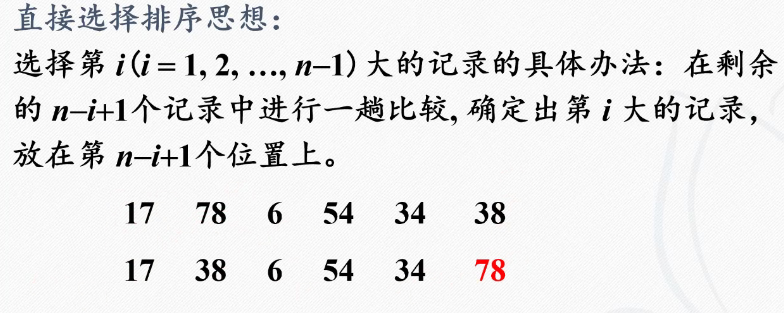 直接选择排序思想：
选择第 i(i = 1, 2, …, n–1) 大的记录的具体办法：在剩余
的 n–i+1个记录中进行一趟比较, 确定出第 i 大的记录，
放在第 n–i+1个位置上。
17 78 6 54 34 38
17 38 6 54 34 78